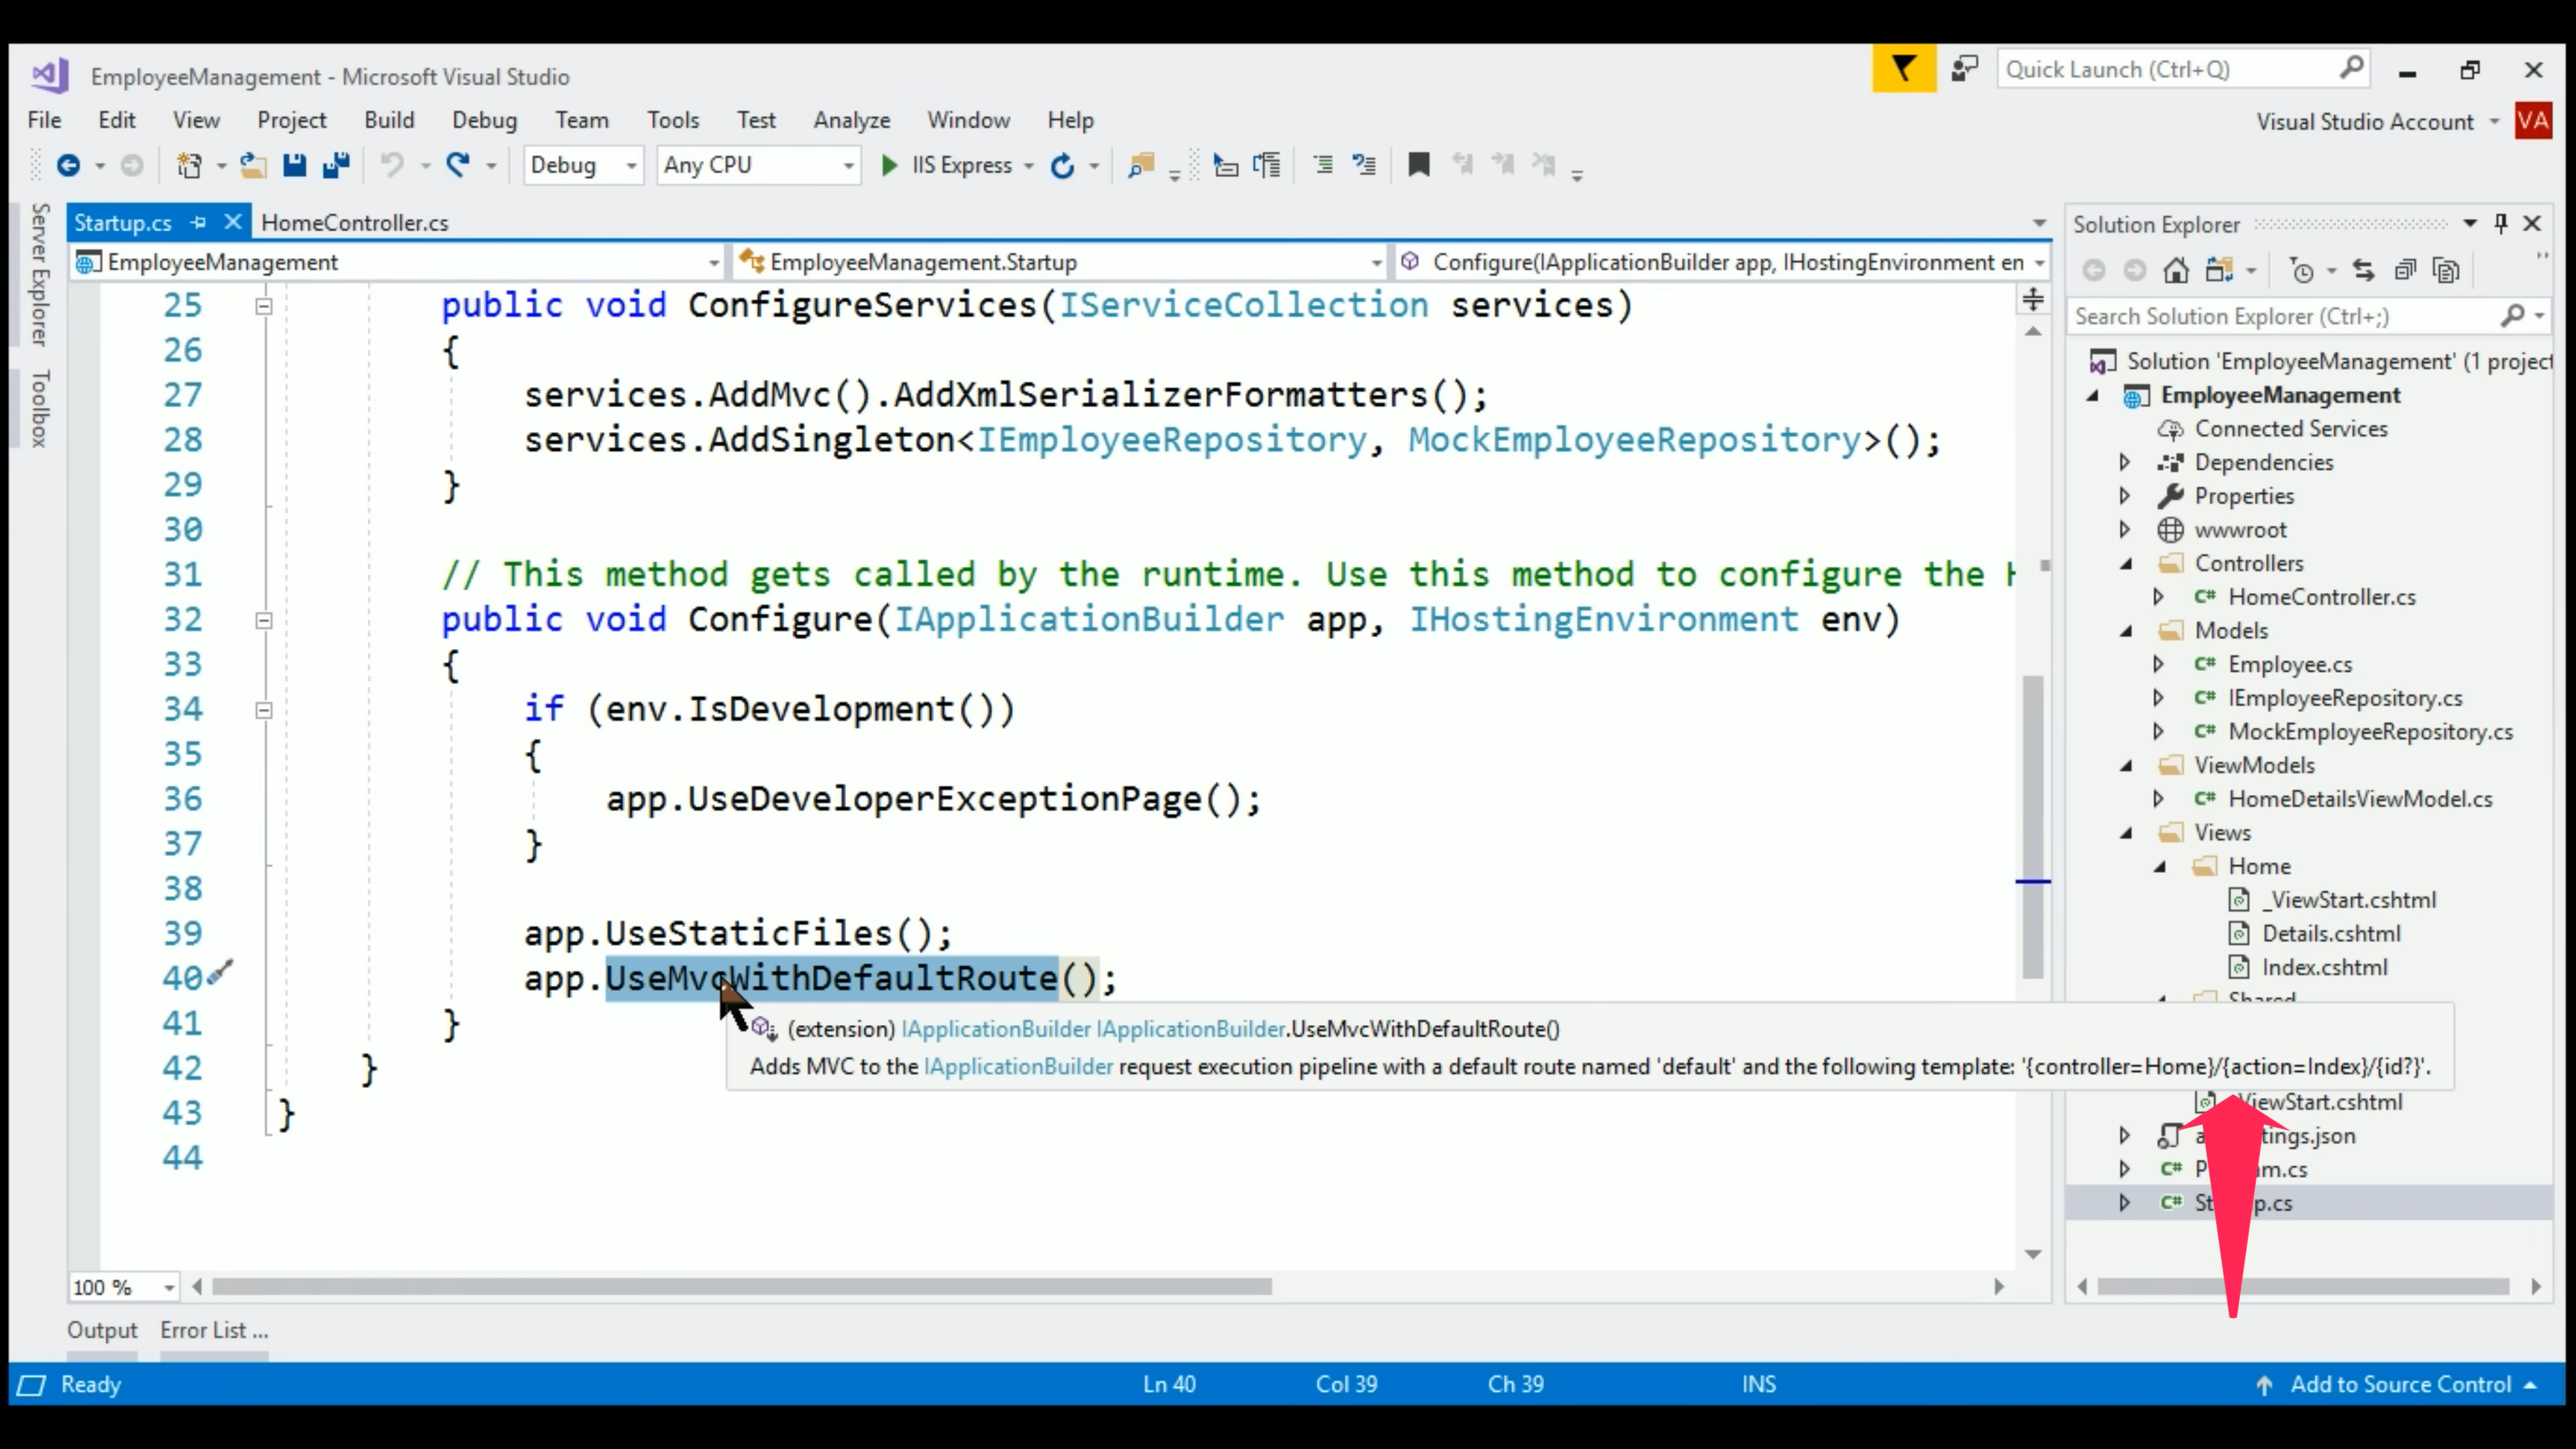 EmployeeManagement - Microsoft Visual Studio
Quick Launch (Ctrl+Q)
File Edit View Project Build Debug Team Tools Test Analyze Window Help
Visual Studio Account VA
Debug Any CPU IIS Express
Server Explorer
Toolbox
Startup.cs HomeController.cs
EmployeeManagement EmployeeManagement.Startup Configure(IApplicationBuilder app, IHostingEnvironment en
25 public void ConfigureServices(IServiceCollection services)
26 {
27 services.AddMvc().AddXmlSerializerFormatters();
28 services.AddSingleton<IEmployeeRepository, MockEmployeeRepository>();
29 }
30
31 // This method gets called by the runtime. Use this method to configure the
32 public void Configure(IApplicationBuilder app, IHostingEnvironment env)
33 {
34 if (env.IsDevelopment())
35 {
36 app.UseDeveloperExceptionPage();
37 }
38
39 app.UseStaticFiles();
40 app.UseMvcWithDefaultRoute();
41 }
42 }
43 }
44
(extension) IApplicationBuilder IApplicationBuilder.UseMvcWithDefaultRoute()
Adds MVC to the IApplicationBuilder request execution pipeline with a default route named 'default' and the following template: '{controller=Home}/{action=Index}/{id?}'.
Solution Explorer
Search Solution Explorer (Ctrl+;)
Solution 'EmployeeManagement' (1 project
EmployeeManagement
Connected Services
Dependencies
Properties
wwwroot
Controllers
C# HomeController.cs
Models
C# Employee.cs
C# IEmployeeRepository.cs
C# MockEmployeeRepository.cs
ViewModels
C# HomeDetailsViewModel.cs
Views
Home
_ViewStart.cshtml
Details.cshtml
Index.cshtml
Shared
ViewStart.cshtml
C#
C#
100 %
Output Error List ...
Ready Ln 40 Col 39 Ch 39 INS Add to Source Control